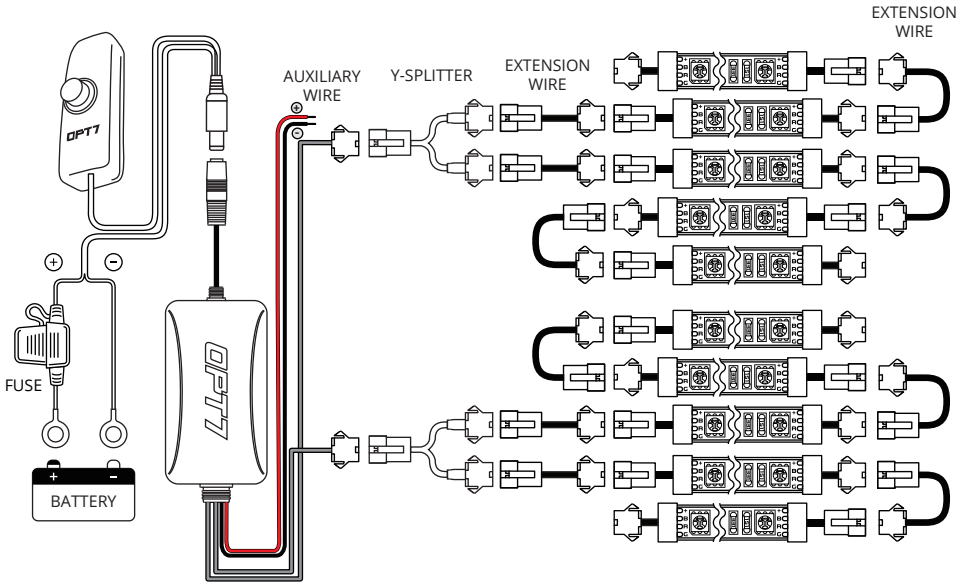 EXTENSION
WIRE
AUXILIARY
WIRE
Y-SPLITTER
EXTENSION
WIRE
OPT7
+
−
+
−
FUSE
OPT7
+
−
BATTERY